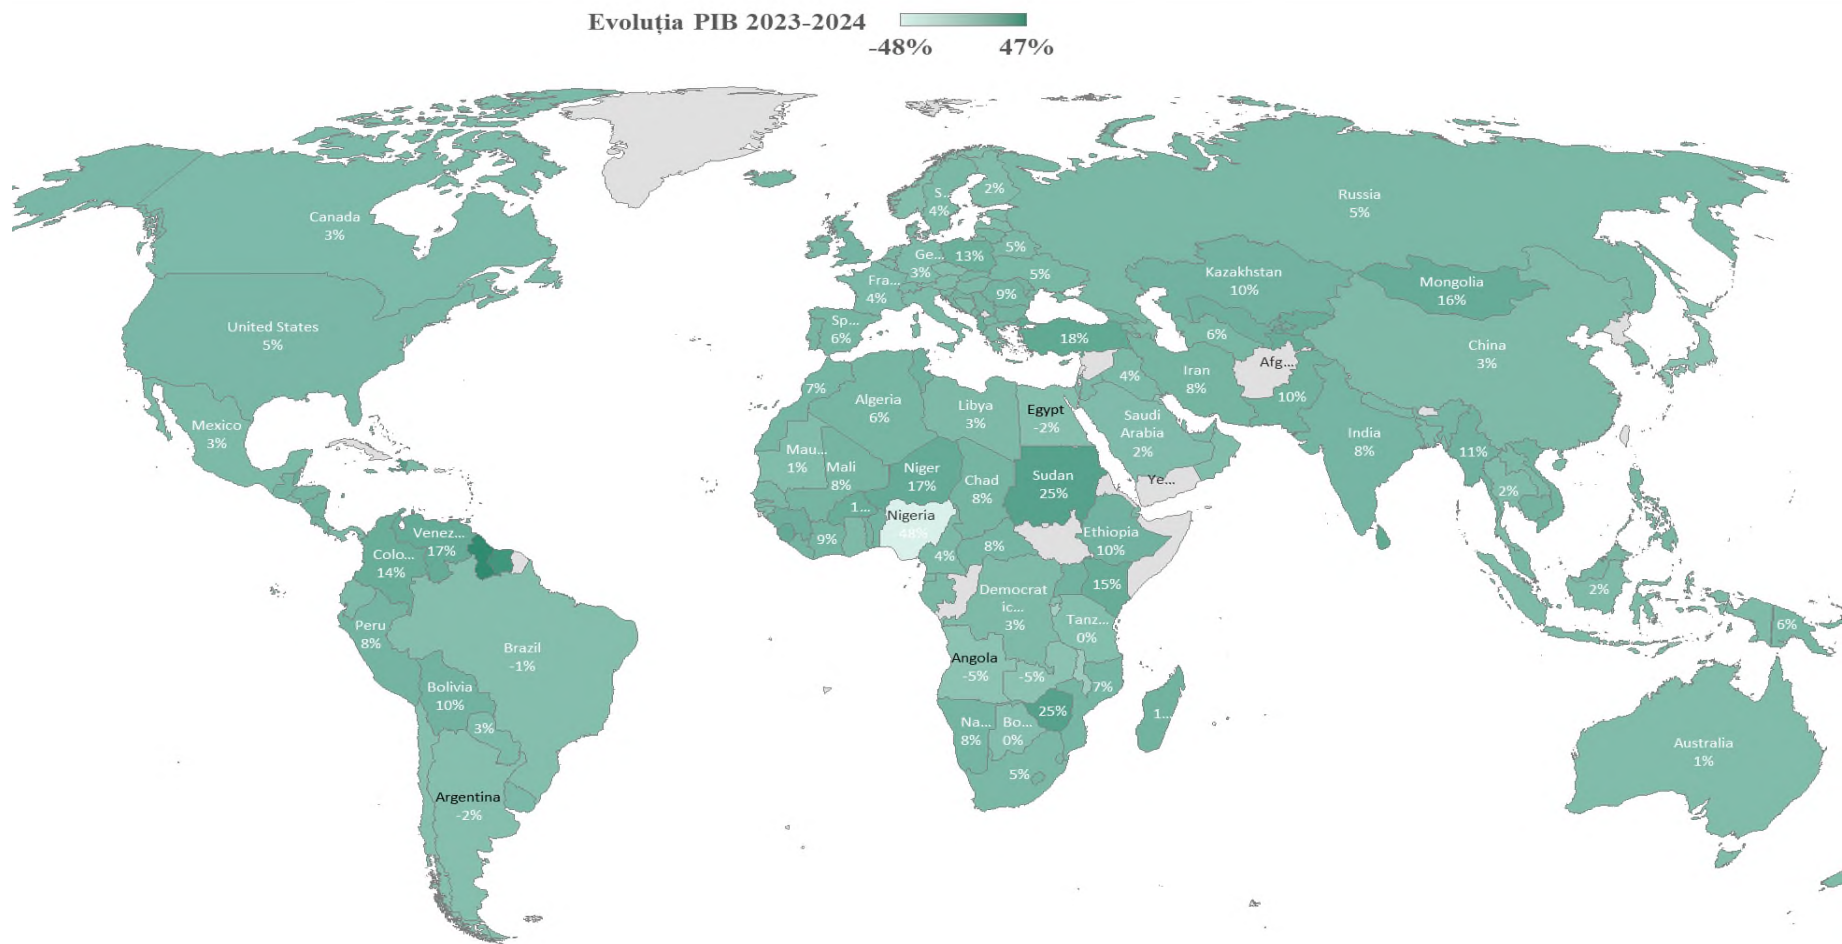 Evoluția PIB 2023-2024
-48%
47%
Canada
3%
United States
5%
Mexico
3%
Venez...
17%
Colo...
14%
Peru
8%
Brazil
-1%
Bolivia
10%
3%
Argentina
-2%
S...
4%
2%
Ge...
3%
13%
5%
5%
Fra...
4%
9%
Sp...
6%
18%
Russia
5%
Kazakhstan
10%
Mongolia
16%
6%
China
3%
Afg...
Iran
8%
4%
10%
7%
Algeria
6%
Libya
3%
Egypt
-2%
Saudi
Arabia
2%
India
8%
11%
2%
Mau...
1%
Mali
8%
Niger
17%
Chad
8%
Sudan
25%
Ye...
1...
Nigeria
-48%
9%
4%
8%
Ethiopia
10%
15%
Democrat
ic...
3%
Tanz...
0%
Angola
-5%
-5%
7%
25%
1...
Na...
8%
Bo...
0%
5%
2%
6%
Australia
1%